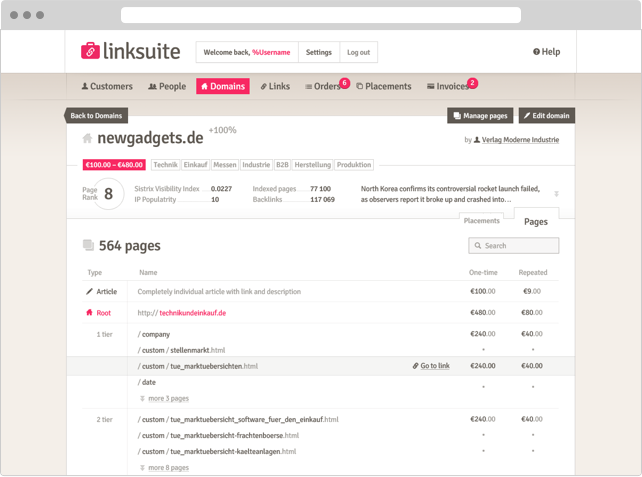 linksuite
Welcome back, %Username
Settings
Log out
Help
Customers
People
Domains
Links
Orders 6
Placements
Invoices 2
Back to Domains
Manage pages
Edit domain
newgadgets.de +100%
by Verlag Moderne Industrie
€100.00 – €480.00
Technik
Einkauf
Messen
Industrie
B2B
Herstellung
Produktion
Page
Rank
8
Sistrix Visibility Index 0.0227
IP Populatrity 10
Indexed pages 77 100
Backlinks 117 069
North Korea confirms its controversial rocket launch failed,
as observers report it broke up and crashed into…
Placements
Pages
564 pages
Search
Type Name One-time Repeated
Article Completely individual article with link and description €100.00 €9.00
Root http:// technikundeinkauf.de €480.00 €80.00
1 tier / company €240.00 €40.00
/ custom / stellenmarkt.html
/ custom / tue_marktuebersichten.html Go to link €240.00 €40.00
/ date
more 3 pages
2 tier / custom / tue_marktuebersicht_software_fuer_den_einkauf.html €240.00 €40.00
/ custom / tue_marktuebersicht-frachtenboerse.html
/ custom / tue_marktuebersicht-kaelteanlagen.html
more 8 pages